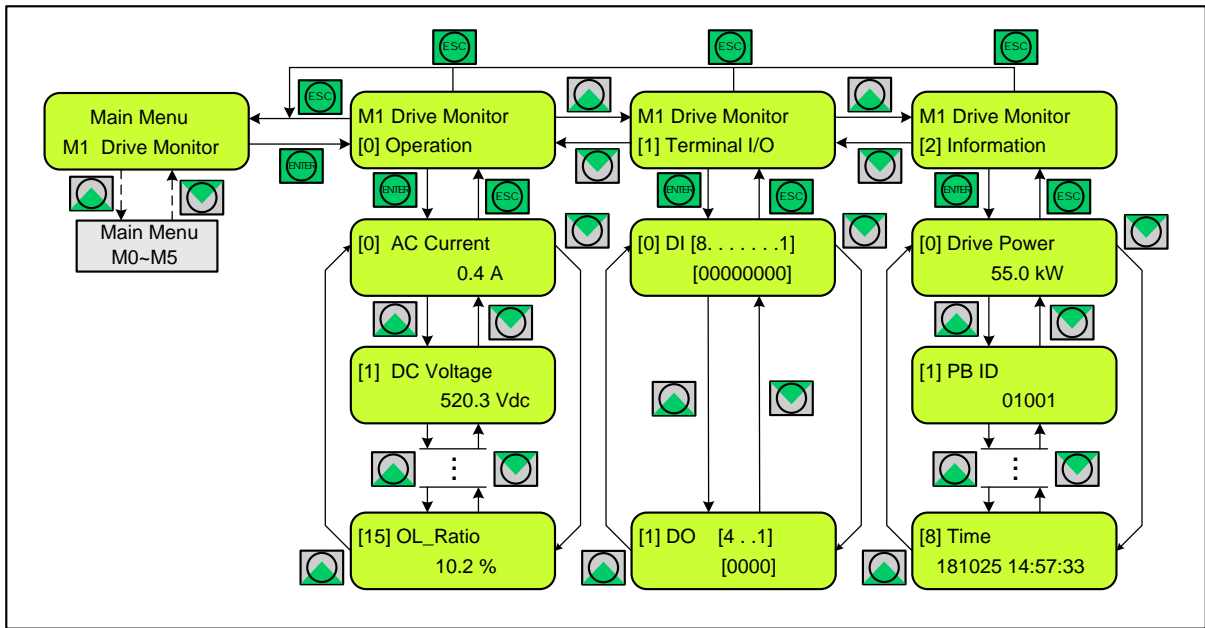 ESC
ESC
ESC
ESC
Main Menu
M1 Drive Monitor
ENTER
M1 Drive Monitor
[0] Operation
M1 Drive Monitor
[1] Terminal I/O
M1 Drive Monitor
[2] Information
Main Menu
M0~M5
ENTER
ESC
ENTER
ESC
ENTER
ESC
[0] AC Current
0.4 A
[0] DI [8. . . . . . .1]
[00000000]
[0] Drive Power
55.0 kW
[1] DC Voltage
520.3 Vdc
[1] PB ID
01001
[15] OL_Ratio
10.2 %
[1] DO [4 . .1]
[0000]
[8] Time
181025 14:57:33